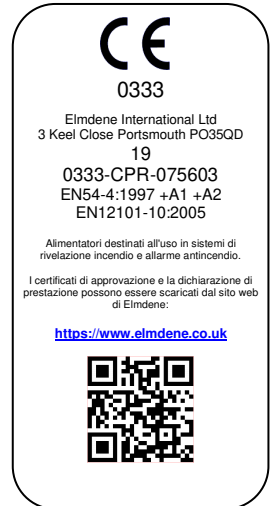 CE
0333
Elmdene International Ltd
3 Keel Close Portsmouth PO35QD
19
0333-CPR-075603
EN54-4:1997 +A1 +A2
EN12101-10:2005
Alimentatori destinati all'uso in sistemi di
rivelazione incendio e allarme antincendio.
I certificati di approvazione e la dichiarazione di
prestazione possono essere scaricati dal sito web
di Elmdene:
https://www.elmdene.co.uk